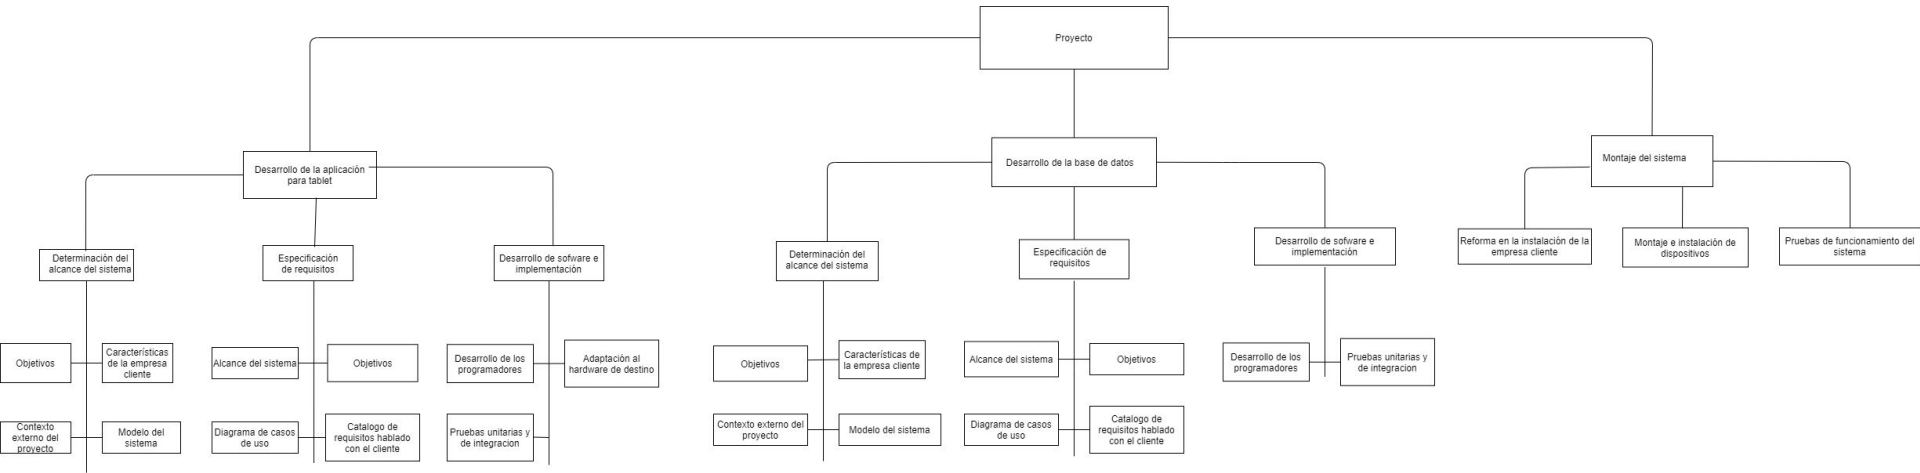 Proyecto
Desarrollo de la aplicación
para tablet
Desarrollo de la base de datos
Montaje del sistema
Determinación del
alcance del sistema
Especificación
de requisitos
Desarrollo de sofware e
implementación
Determinación del
alcance del sistema
Especificación de
requisitos
Desarrollo de sofware e
implementación
Reforma en la instalación de la
empresa cliente
Montaje e instalación de
dispositivos
Pruebas de funcionamiento del
sistema
Objetivos
Características
de la empresa
cliente
Alcance del sistema
Objetivos
Desarrollo de los
programadores
Adaptación al
hardware de destino
Objetivos
Características de
la empresa cliente
Alcance del sistema
Objetivos
Desarrollo de los
programadores
Pruebas unitarias y
de integracion
Contexto
externo del
proyecto
Modelo del
sistema
Diagrama de casos
de uso
Catalogo de
requisitos hablado
con el cliente
Pruebas unitarias y
de integracion
Contexto externo del
proyecto
Modelo del sistema
Diagrama de casos
de uso
Catalogo de
requisitos hablado
con el cliente